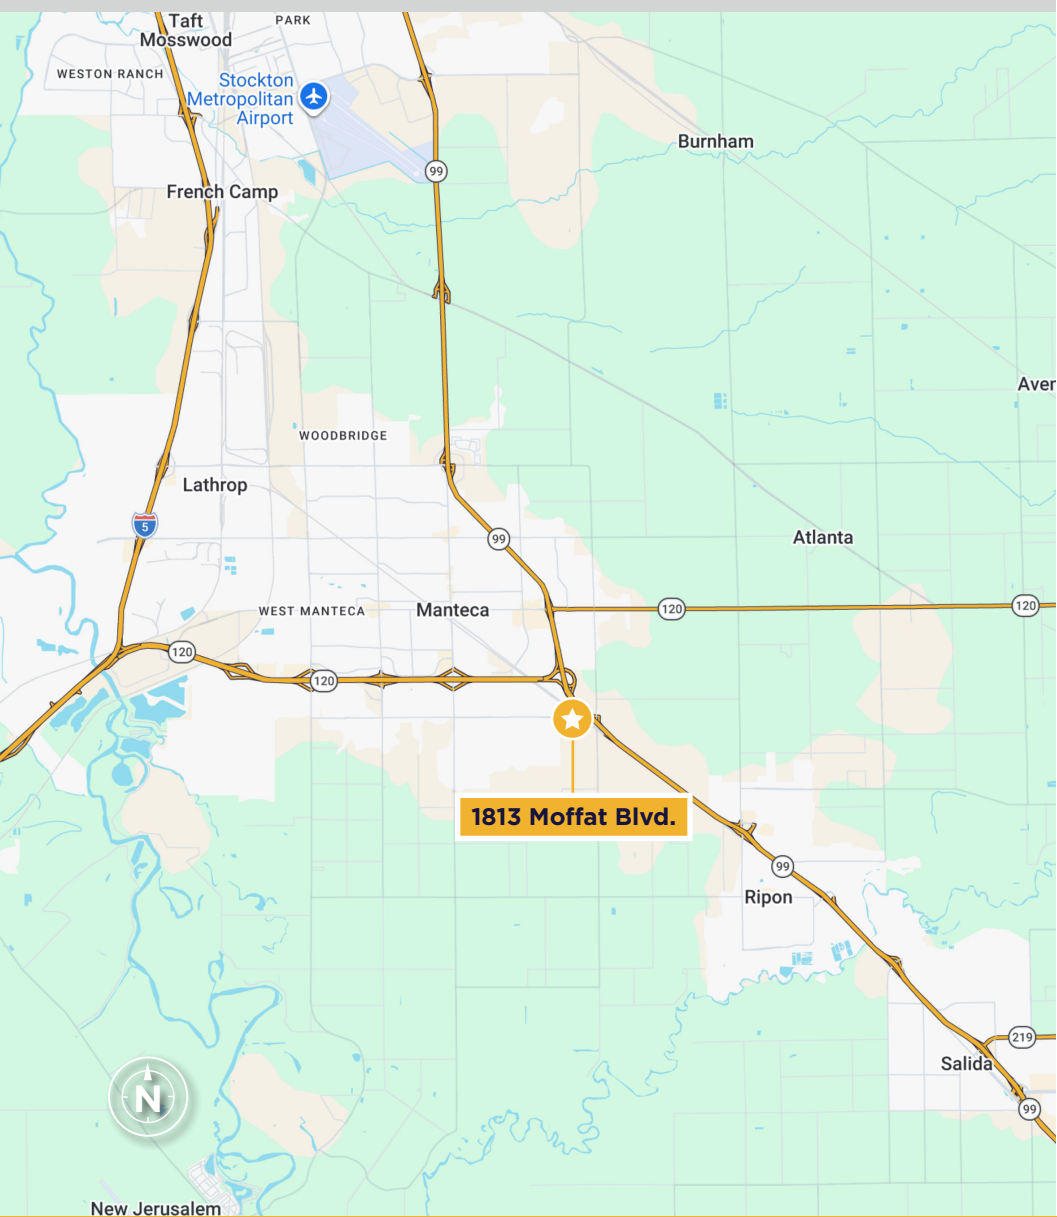 Taft
Mosswood
PARK
WESTON RANCH
Stockton
Metropolitan
Airport
Burnham
99
French Camp
Aver
WOODBRIDGE
Lathrop
5
99
Atlanta
WEST MANTECA
Manteca
120
120
120
120
1813 Moffat Blvd.
99
Ripon
219
Salida
N
99
New Jerusalem